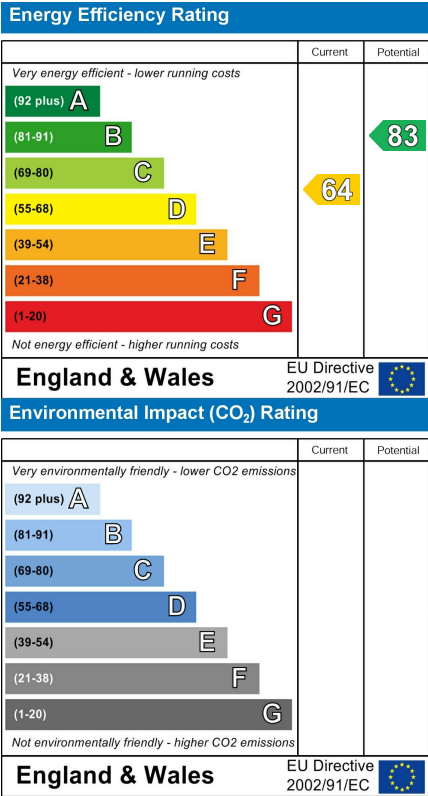 Energy Efficiency Rating
Current Potential
Very energy efficient - lower running costs
(92 plus) A
(81-91) B
83
(69-80) C
64
(55-68) D
(39-54) E
(21-38) F
(1-20) G
Not energy efficient - higher running costs
England & Wales
EU Directive
2002/91/EC
Environmental Impact (CO₂) Rating
Current Potential
Very environmentally friendly - lower CO2 emissions
(92 plus) A
(81-91) B
(69-80) C
(55-68) D
(39-54) E
(21-38) F
(1-20) G
Not environmentally friendly - higher CO2 emissions
England & Wales
EU Directive
2002/91/EC